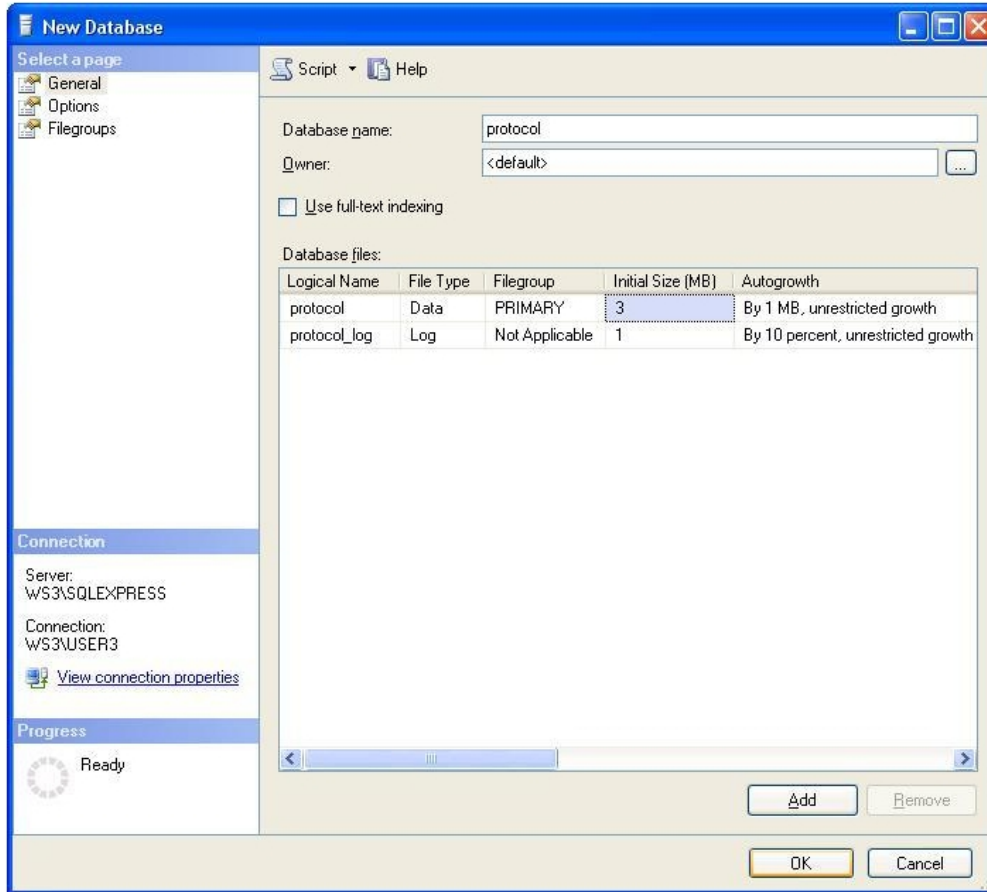 New Database
Select a page
General
Options
Filegroups
Script Help
Database name: protocol
Owner: <default> ...
Use full-text indexing
Database files:
Logical Name File Type Filegroup Initial Size (MB) Autogrowth
protocol Data PRIMARY 3 By 1 MB, unrestricted growth
protocol_log Log Not Applicable 1 By 10 percent, unrestricted growth
Connection
Server:
WS3\SQLEXPRESS
Connection:
WS3\USER3
View connection properties
Progress
Ready
Add Remove
OK Cancel